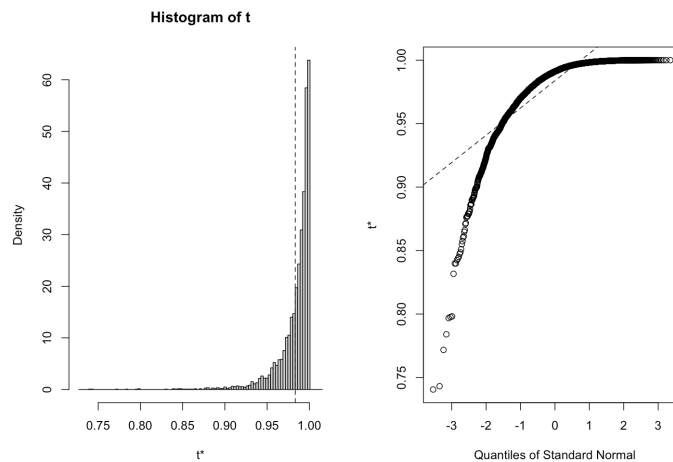 Histogram of t
Density
0 10 20 30 40 50 60
0.75 0.80 0.85 0.90 0.95 1.00
t*
t*
0.75 0.80 0.85 0.90 0.95 1.00
-3 -2 -1 0 1 2 3
Quantiles of Standard Normal